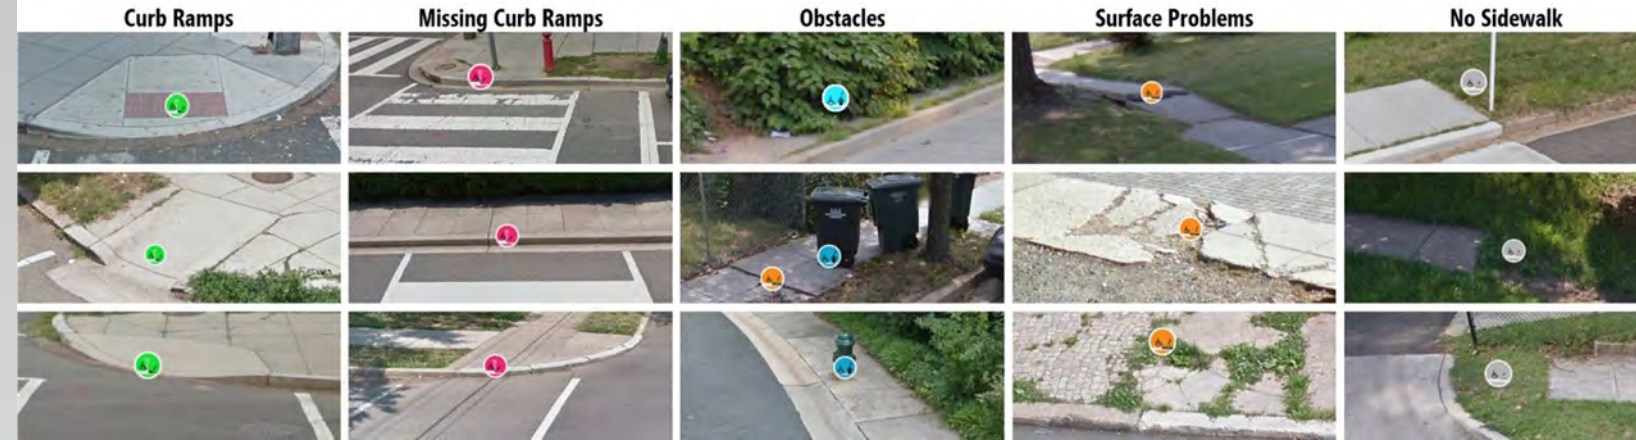 Curb Ramps
Missing Curb Ramps
Obstacles
Surface Problems
No Sidewalk